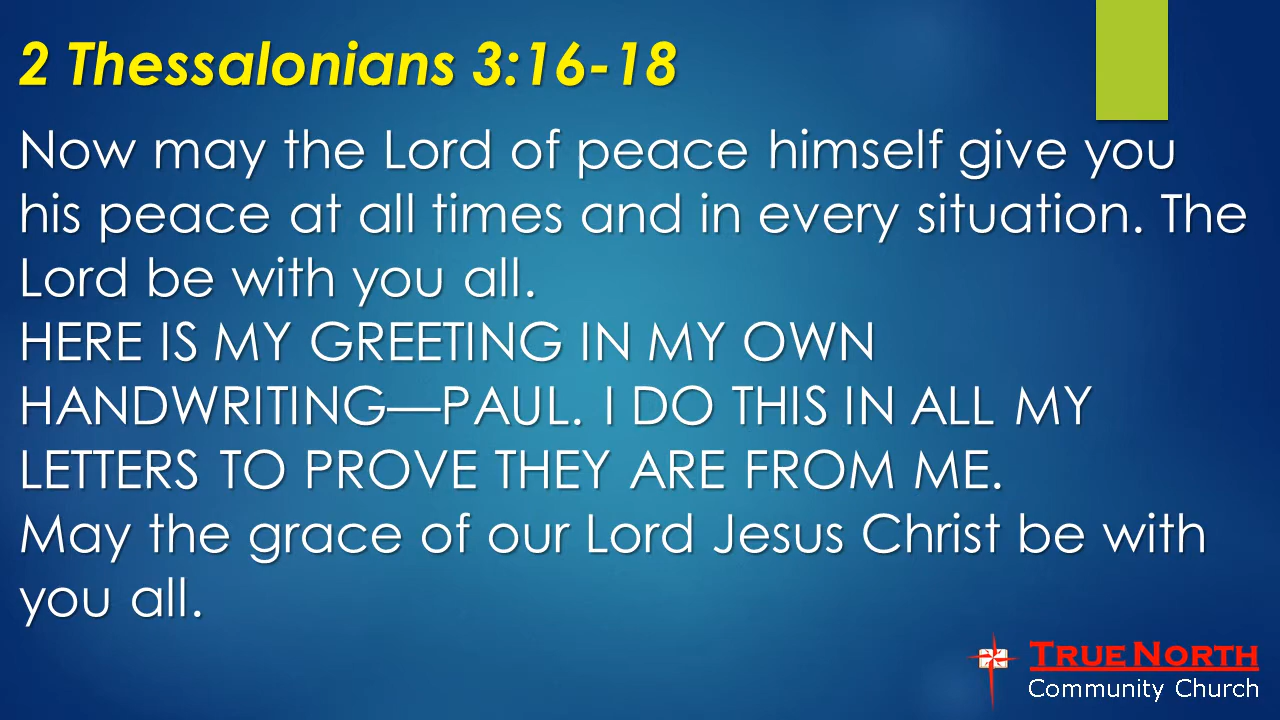 2 Thessalonians 3:16-18
Now may the Lord of peace himself give you
his peace at all times and in every situation. The
Lord be with you all.
HERE IS MY GREETING IN MY OWN
HANDWRITING—PAUL. I DO THIS IN ALL MY
LETTERS TO PROVE THEY ARE FROM ME.
May the grace of our Lord Jesus Christ be with
you all.
TRUE NORTH
Community Church